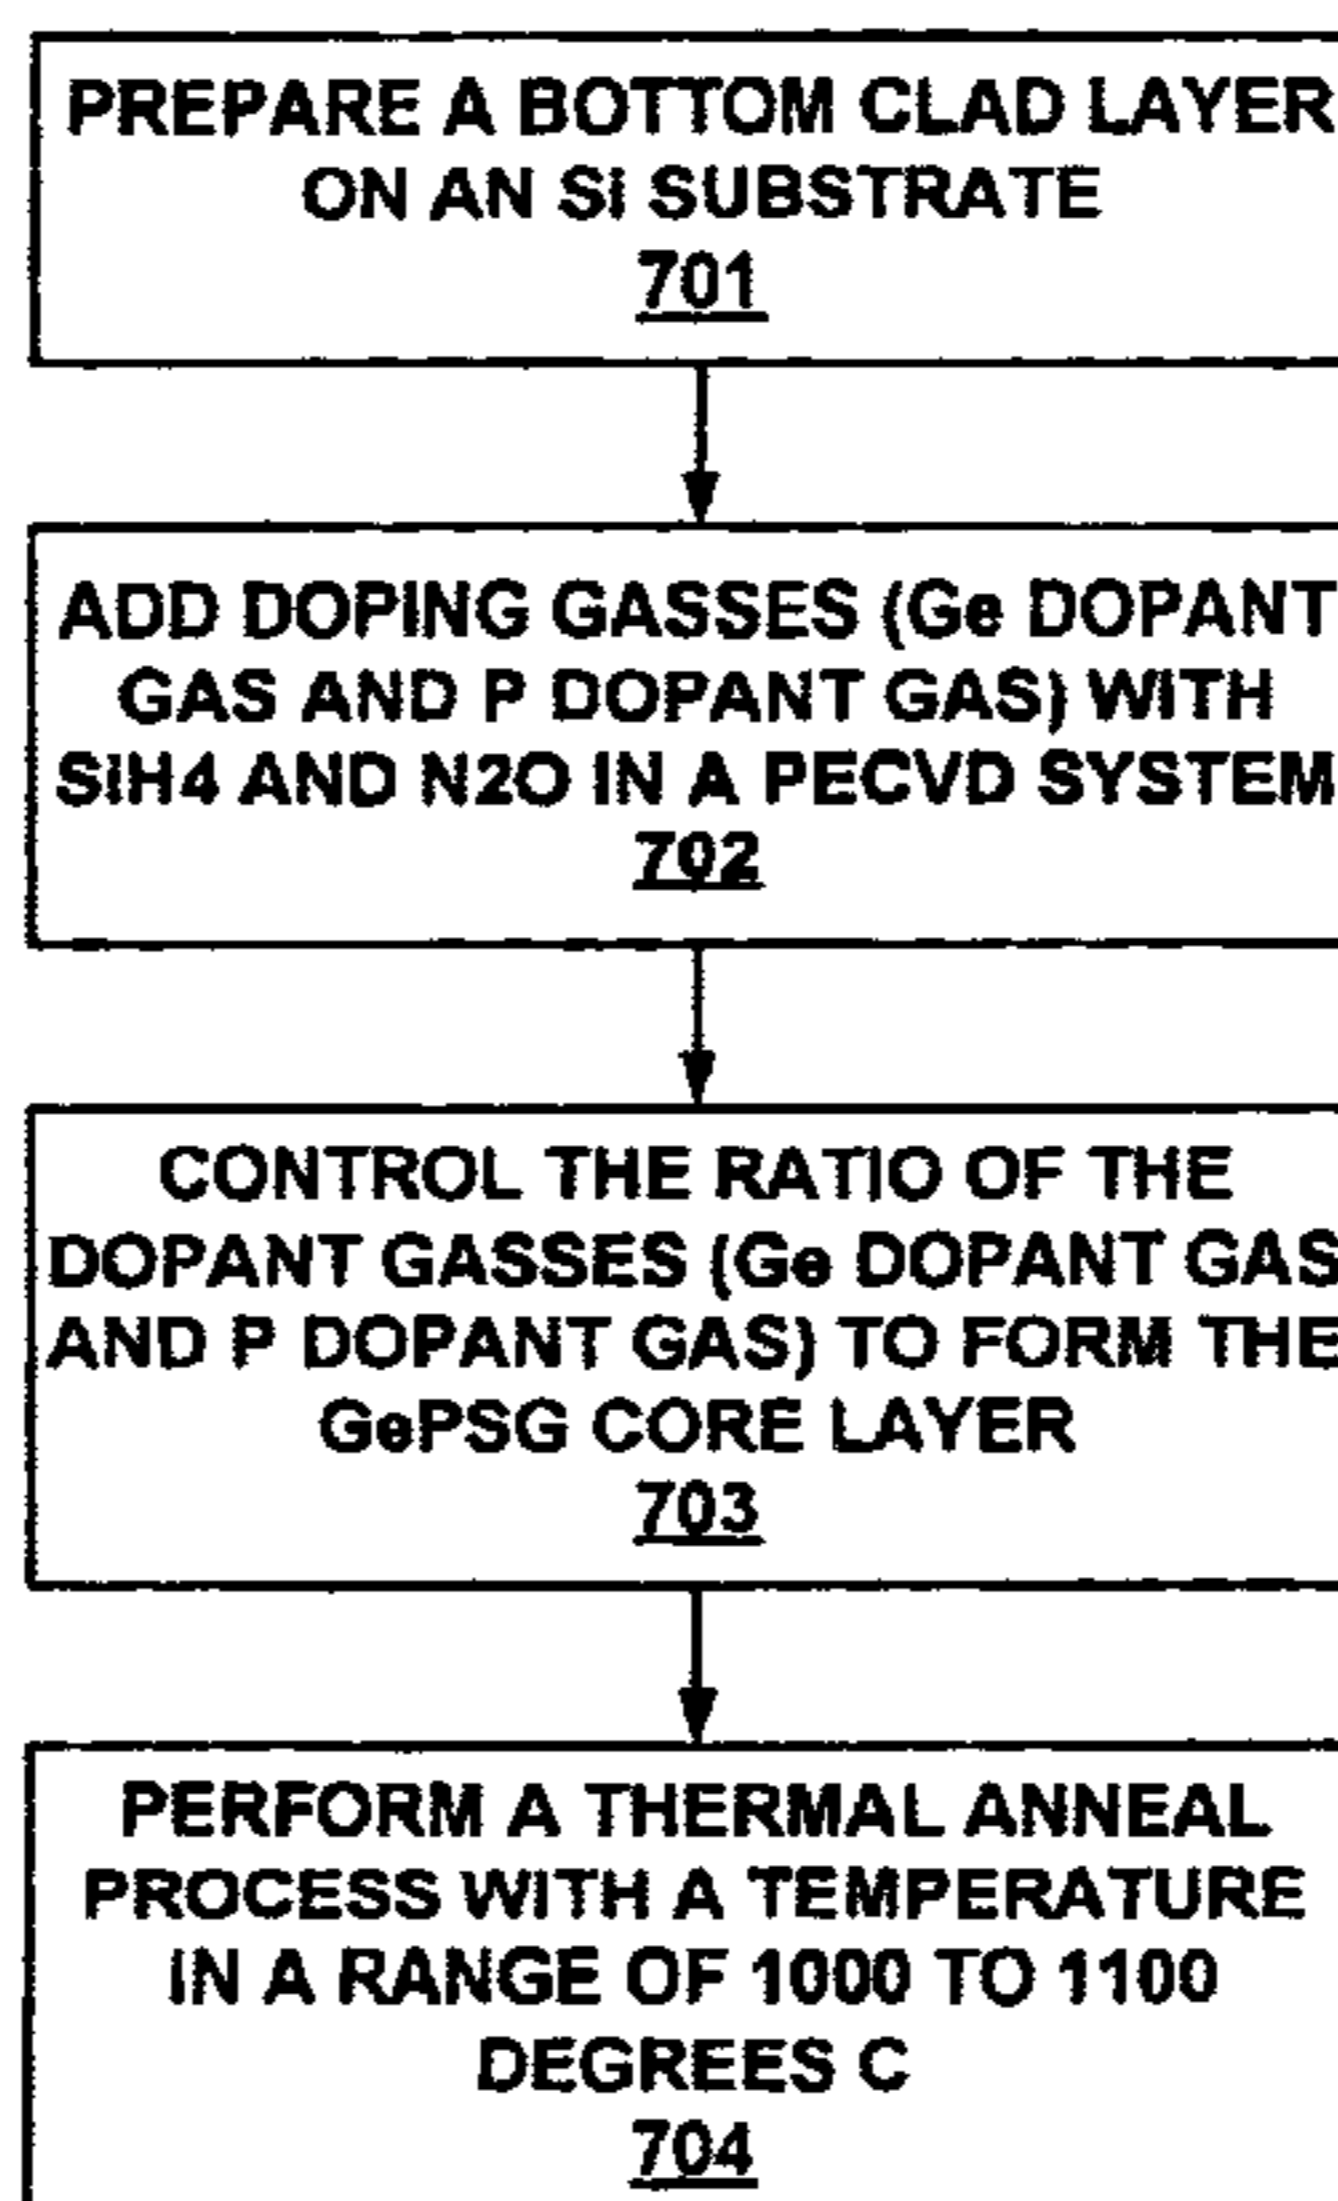 PREPARE A BOTTOM CLAD LAYER
ON AN Si SUBSTRATE
701
ADD DOPING GASSES (Ge DOPANT
GAS AND P DOPANT GAS) WITH
SiH4 AND N2O IN A PECVD SYSTEM
702
CONTROL THE RATIO OF THE
DOPANT GASSES (Ge DOPANT GAS
AND P DOPANT GAS) TO FORM THE
GePSG CORE LAYER
703
PERFORM A THERMAL ANNEAL
PROCESS WITH A TEMPERATURE
IN A RANGE OF 1000 TO 1100
DEGREES C
704